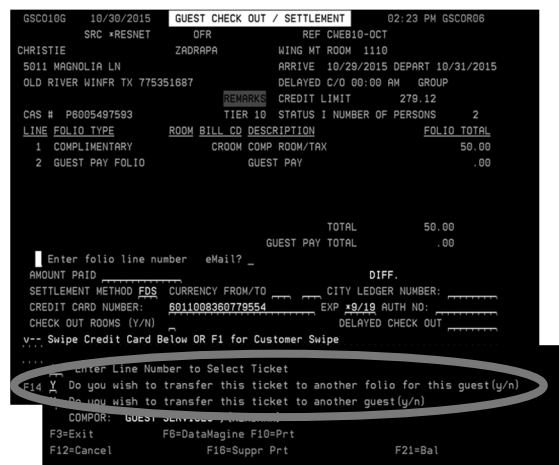 GSC010G 10/30/2015 GUEST CHECK OUT / SETTLEMENT 02:23 PM GSCOR06
SRC *RESNET OFR REF CWEB10-OCT
CHRISTIE ZADRAPA WING MT ROOM 1110
5011 MAGNOLIA LN ARRIVE 10/29/2015 DEPART 10/31/2015
OLD RIVER WINFR TX 775351687 DELAYED C/O 00:00 AM GROUP
REMARKS CREDIT LIMIT 279.12
CAS # P6005497593 TIER 10 STATUS I NUMBER OF PERSONS 2
LINE FOLIO TYPE ROOM BILL CD DESCRIPTION FOLIO TOTAL
1 COMPLIMENTARY CROOM COMP ROOM/TAX 50.00
2 GUEST PAY FOLIO GUEST PAY .00
TOTAL 50.00
GUEST PAY TOTAL .00
Enter folio line number eMail? _
AMOUNT PAID DIFF.
SETTLEMENT METHOD FDS CURRENCY FROM/TO CITY LEDGER NUMBER:
CREDIT CARD NUMBER: 6011008360779554 EXP *9/19 AUTH NO:
CHECK OUT ROOMS (Y/N) DELAYED CHECK OUT
v-- Swipe Credit Card Below OR F1 for Customer Swipe
Enter Line Number to Select Ticket
F14 Y Do you wish to transfer this ticket to another folio for this guest(y/n)
Do you wish to transfer this ticket to another guest(y/n)
COMPOR: GUEST SERVICES
F3=Exit F6=DataMagine F10=Prt
F12=Cancel F16=Suppr Prt F21=Bal